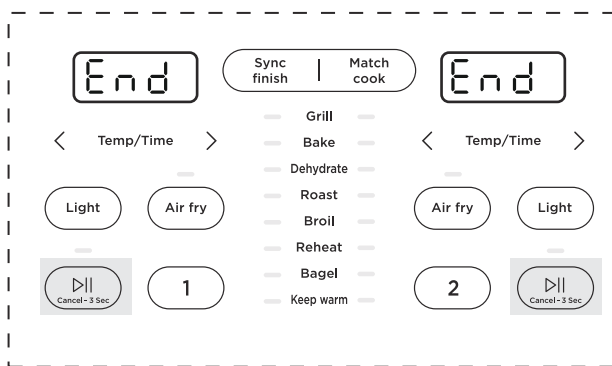 End
Sync
finish
Match
cook
End
Temp/Time
Grill
Bake
Dehydrate
Roast
Broil
Reheat
Bagel
Keep warm
Temp/Time
Light
Air fry
Air fry
Light
Cancel – 3 Sec
1
2
Cancel – 3 Sec